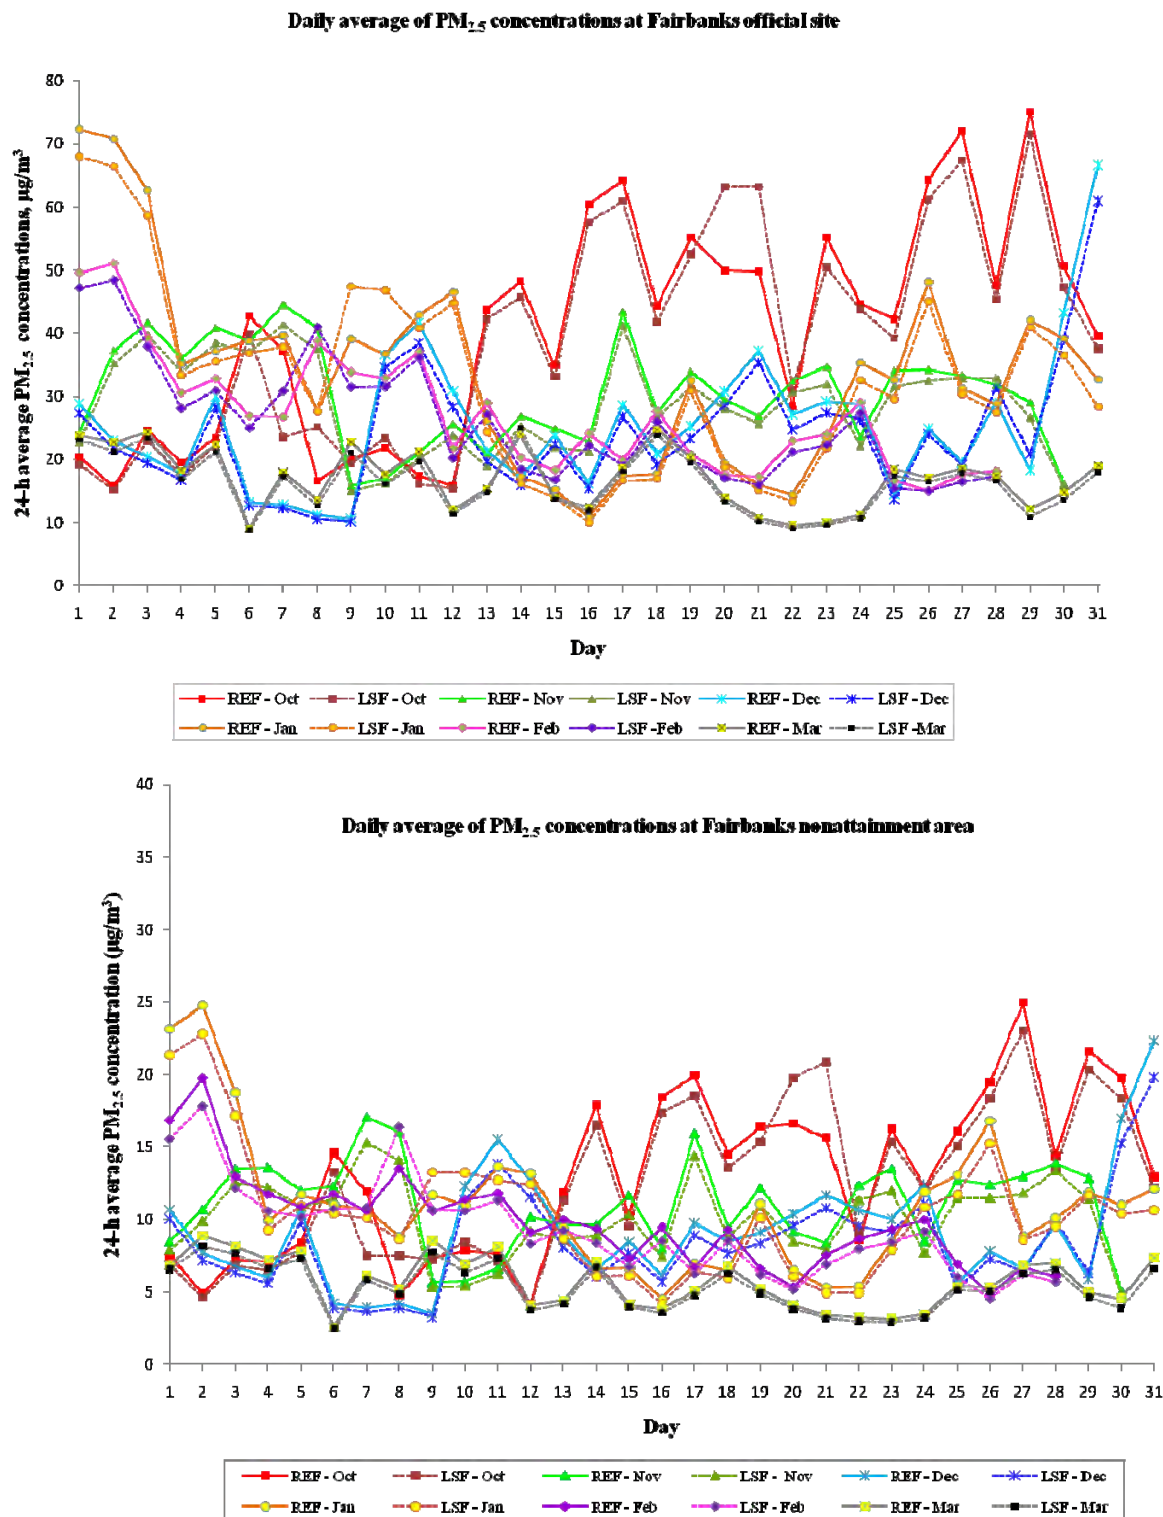 Daily average of PM2.5 concentrations at Fairbanks official site
24-h average PM2.5 concentrations, µg/m³
80
70
60
50
40
30
20
10
0
1 2 3 4 5 6 7 8 9 10 11 12 13 14 15 16 17 18 19 20 21 22 23 24 25 26 27 28 29 30 31
Day
REF - Oct LSF - Oct REF - Nov LSF - Nov REF - Dec LSF - Dec
REF - Jan LSF - Jan REF - Feb LSF -Feb REF - Mar LSF -Mar
Daily average of PM2.5 concentrations at Fairbanks nonattainment area
24-h average PM2.5 concentration (µg/m³)
40
35
30
25
20
15
10
5
0
1 2 3 4 5 6 7 8 9 10 11 12 13 14 15 16 17 18 19 20 21 22 23 24 25 26 27 28 29 30 31
Day
REF - Oct LSF - Oct REF - Nov LSF - Nov REF - Dec LSF - Dec
REF - Jan LSF - Jan REF - Feb LSF - Feb REF - Mar LSF - Mar